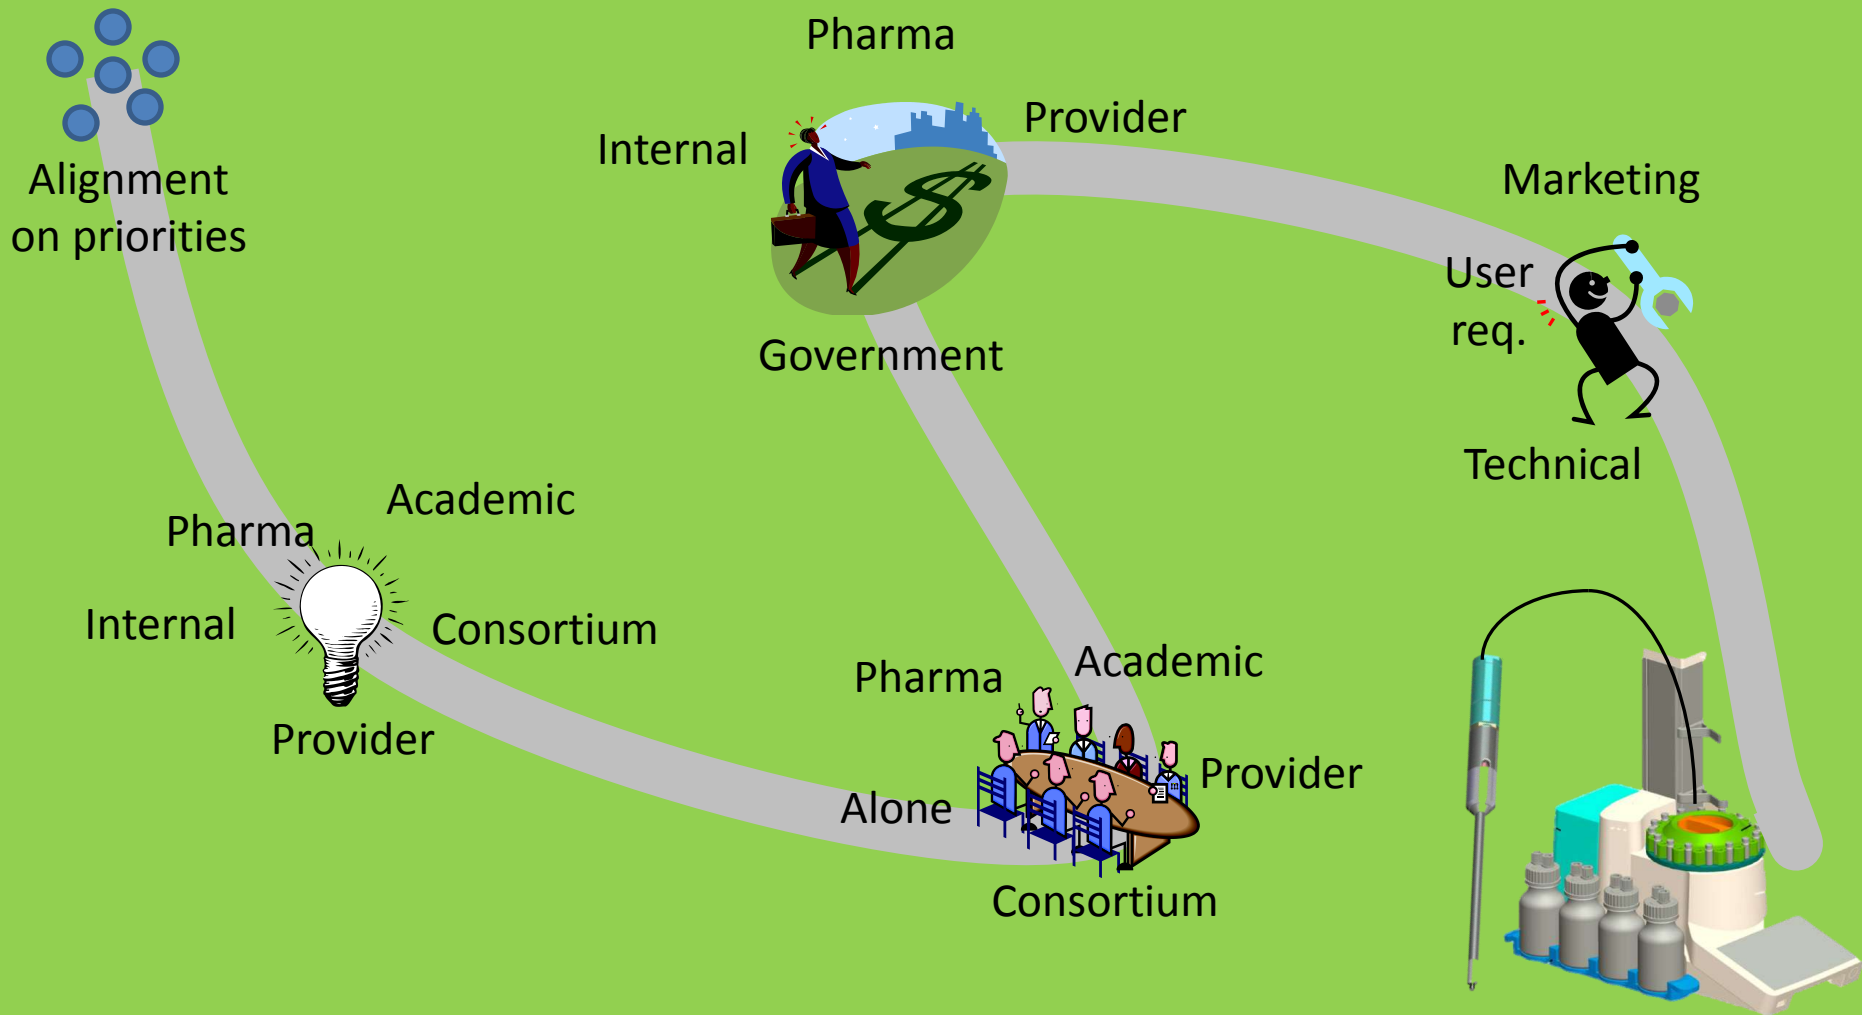 Alignment
on priorities
Pharma
Academic
Internal
Consortium
Provider
Pharma
Academic
Alone
Provider
Consortium
Pharma
Internal
Provider
Government
Marketing
User
req.
Technical